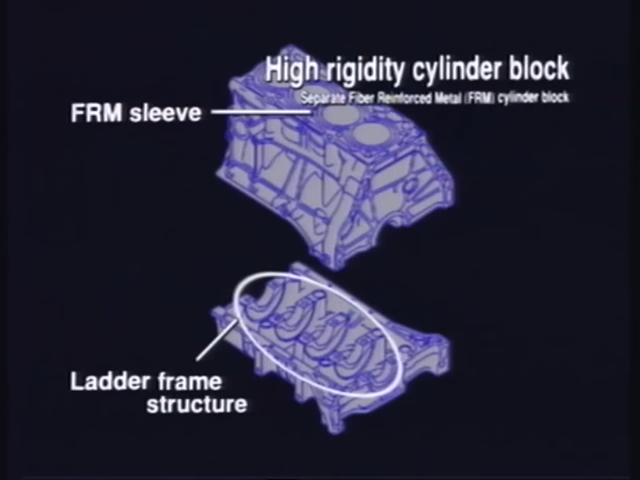 High rigidity cylinder block
Separate Fiber Reinforced Metal (FRM) cylinder block
FRM sleeve
Ladder frame
structure